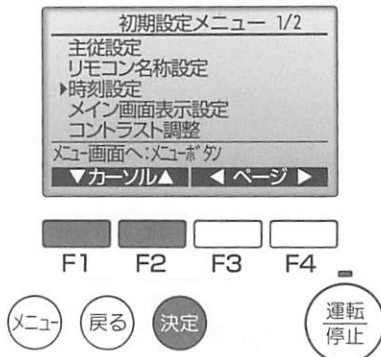 初期設定メニュー 1/2
主従設定
リモコン名称設定
▶時刻設定
メイン画面表示設定
コントラスト調整
メニュー画面へ:メニューボタン
▼カーソル▲ ◀ ページ ▶
F1 F2 F3 F4
メニュー 戻る 決定 運転
停止